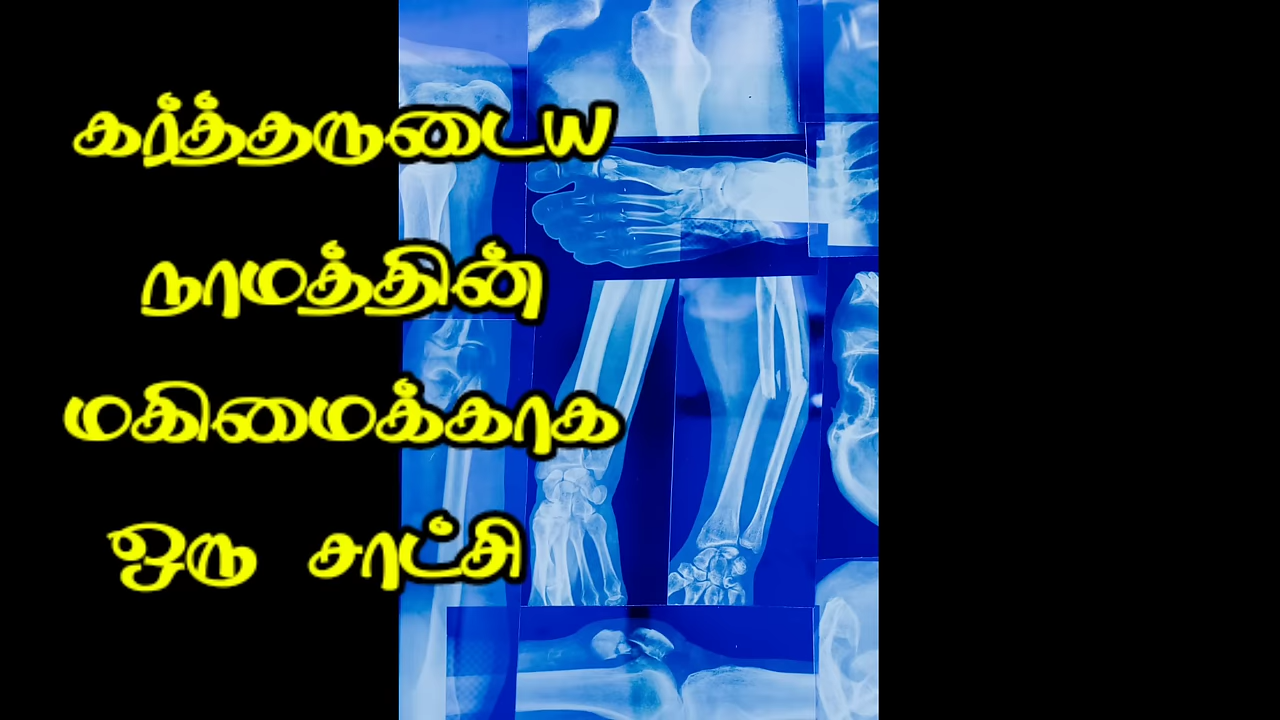 கர்த்தருடைய
நாமத்தின்
மகிமைக்காக
ஒரு சாட்சி